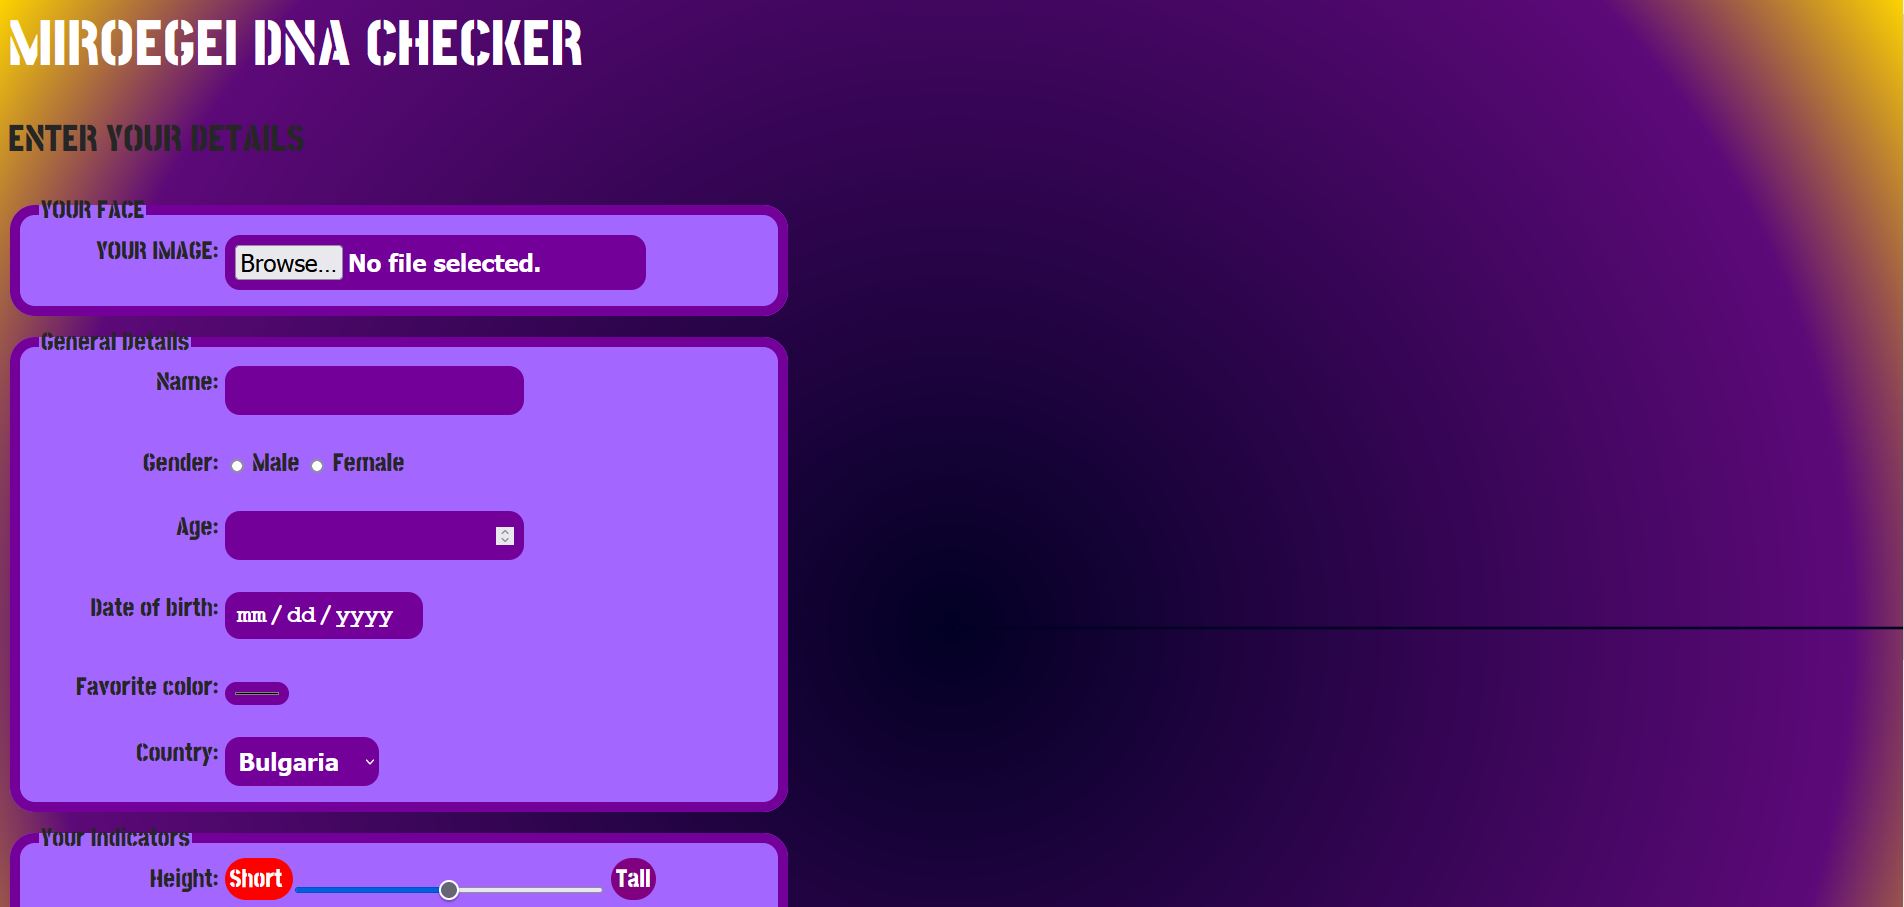 MIROEGEI DNA CHECKER
ENTER YOUR DETAILS
YOUR FACE
YOUR IMAGE: Browse... No file selected.
General Details
Name:
Gender: Male Female
Age:
Date of birth: mm/dd/yyyy
Favorite color:
Country: Bulgaria
Your Indicators
Height: Short Tall